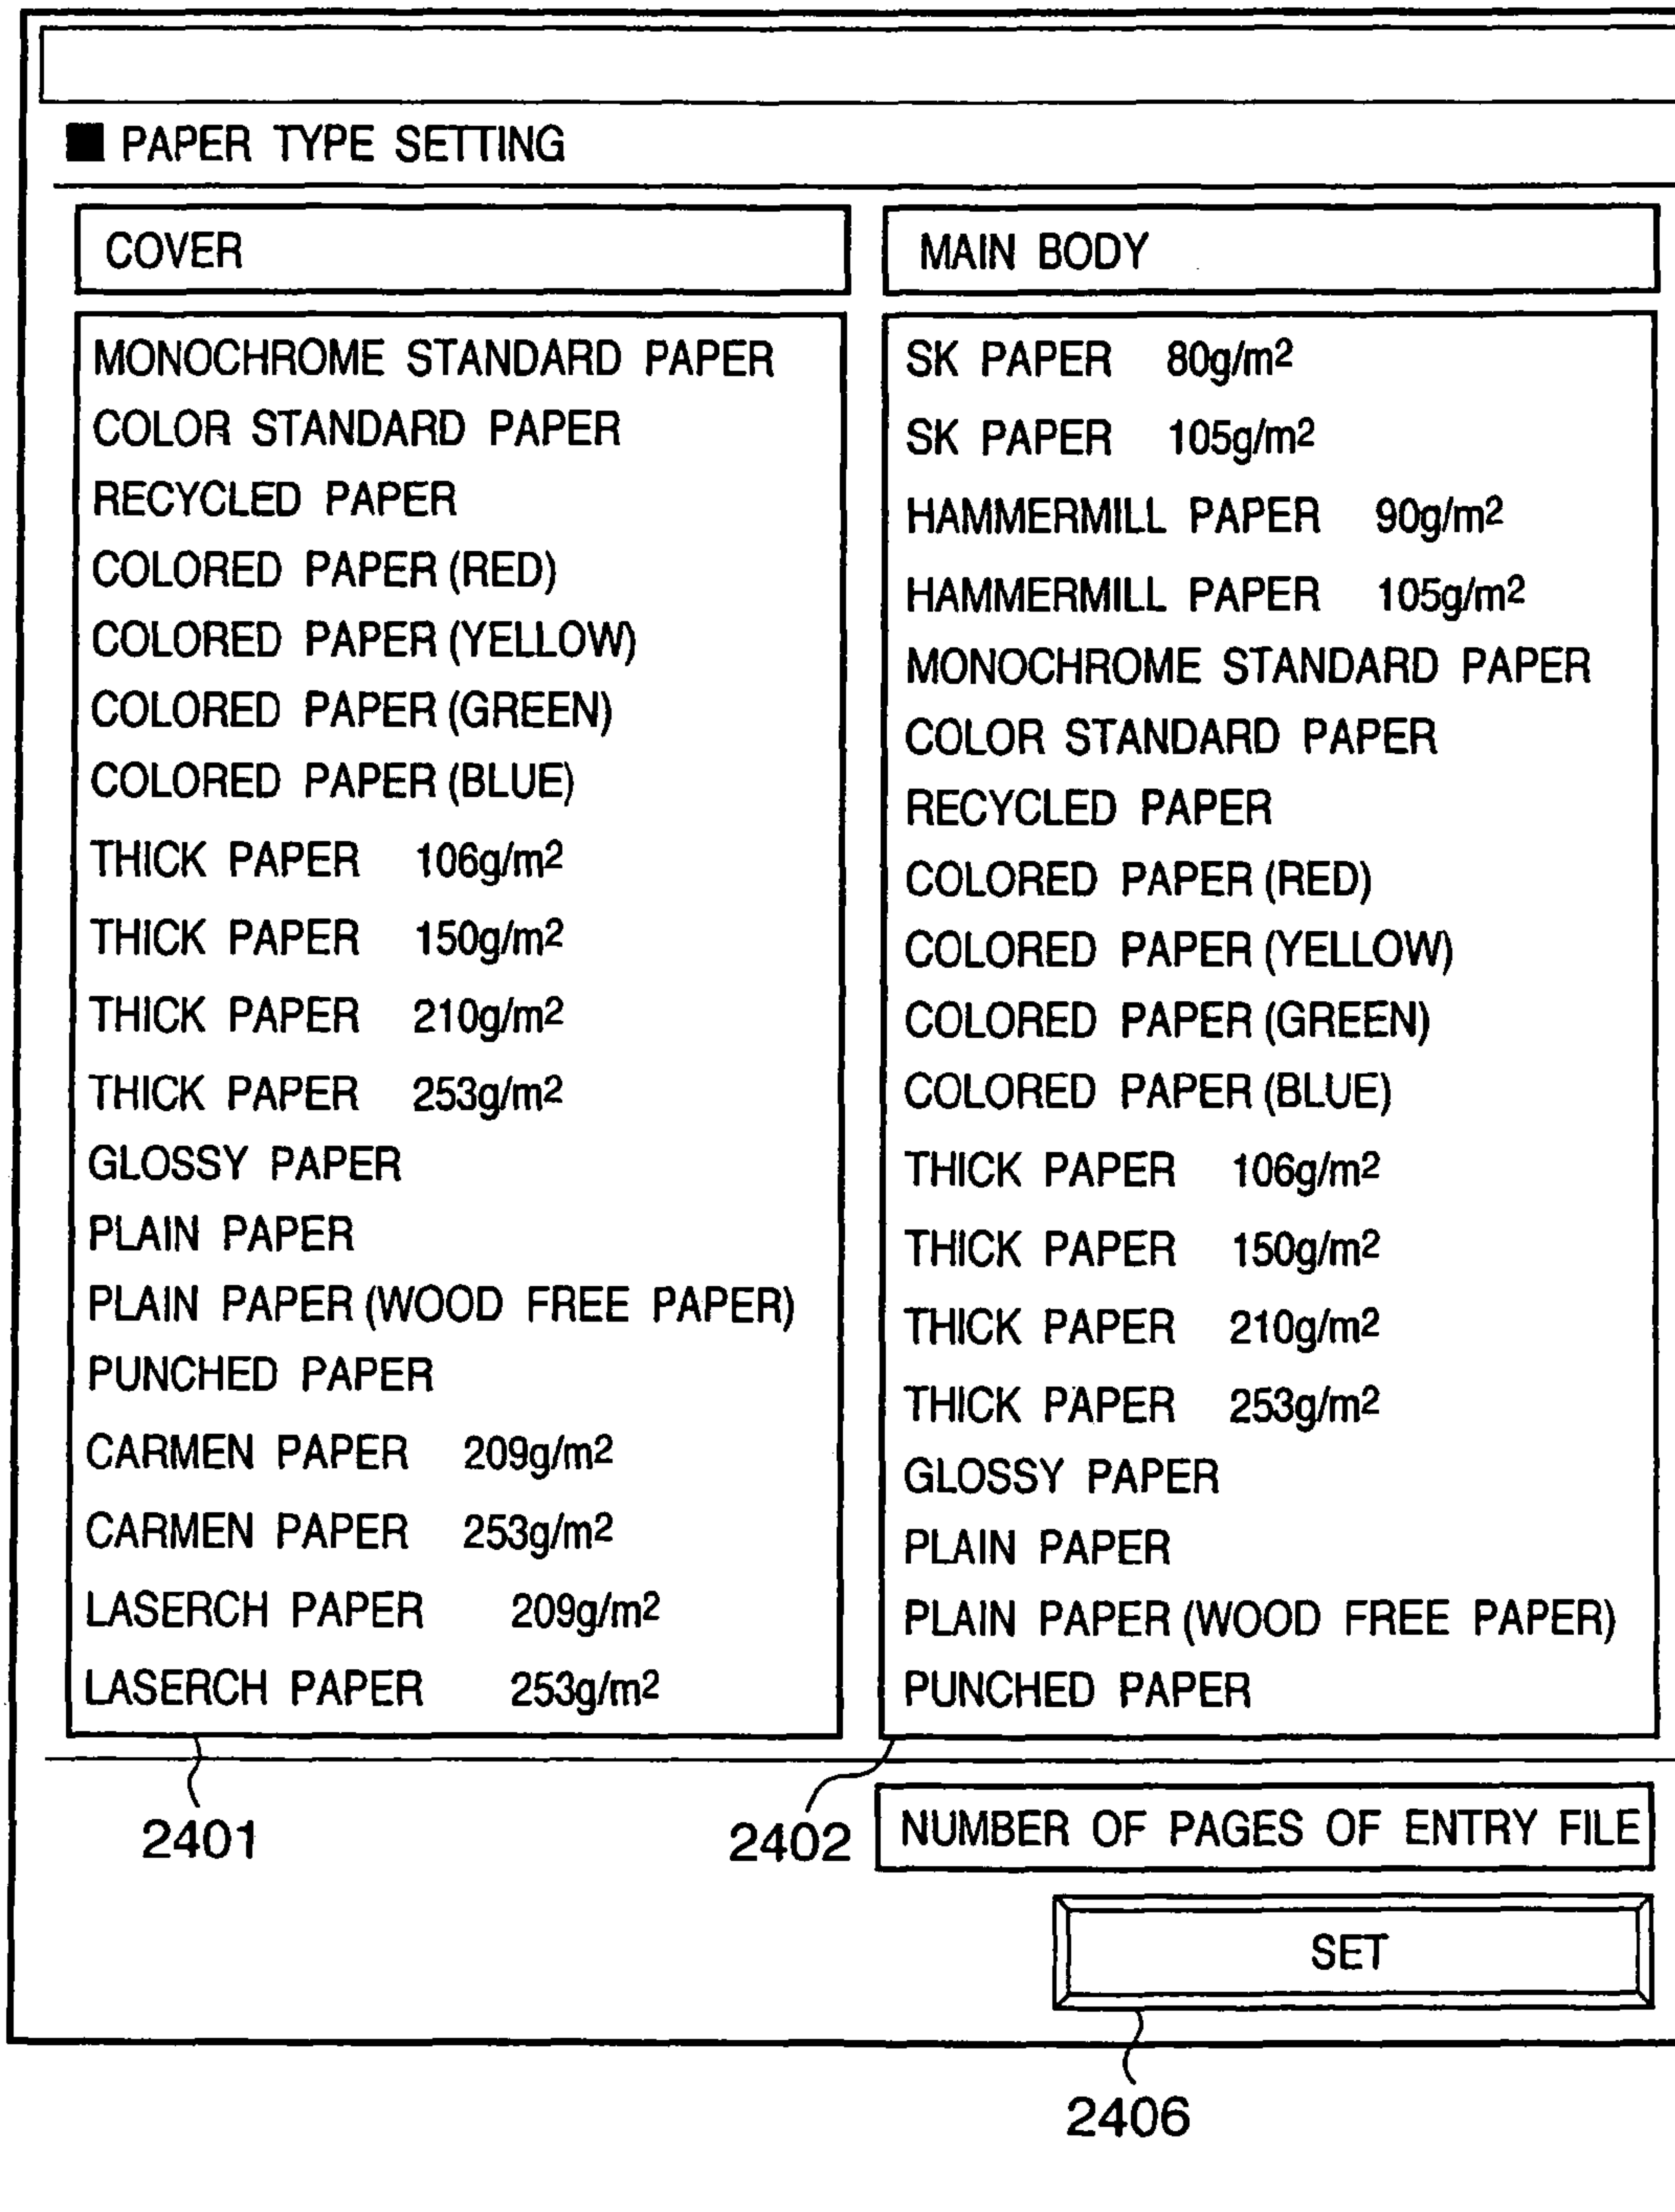 ■ PAPER TYPE SETTING
COVER
MONOCHROME STANDARD PAPER
COLOR STANDARD PAPER
RECYCLED PAPER
COLORED PAPER (RED)
COLORED PAPER (YELLOW)
COLORED PAPER (GREEN)
COLORED PAPER (BLUE)
THICK PAPER 106g/m2
THICK PAPER 150g/m2
THICK PAPER 210g/m2
THICK PAPER 253g/m2
GLOSSY PAPER
PLAIN PAPER
PLAIN PAPER (WOOD FREE PAPER)
PUNCHED PAPER
CARMEN PAPER 209g/m2
CARMEN PAPER 253g/m2
LASERCH PAPER 209g/m2
LASERCH PAPER 253g/m2
2401
MAIN BODY
SK PAPER 80g/m2
SK PAPER 105g/m2
HAMMERMILL PAPER 90g/m2
HAMMERMILL PAPER 105g/m2
MONOCHROME STANDARD PAPER
COLOR STANDARD PAPER
RECYCLED PAPER
COLORED PAPER (RED)
COLORED PAPER (YELLOW)
COLORED PAPER (GREEN)
COLORED PAPER (BLUE)
THICK PAPER 106g/m2
THICK PAPER 150g/m2
THICK PAPER 210g/m2
THICK PAPER 253g/m2
GLOSSY PAPER
PLAIN PAPER
PLAIN PAPER (WOOD FREE PAPER)
PUNCHED PAPER
2402
NUMBER OF PAGES OF ENTRY FILE
SET
2406